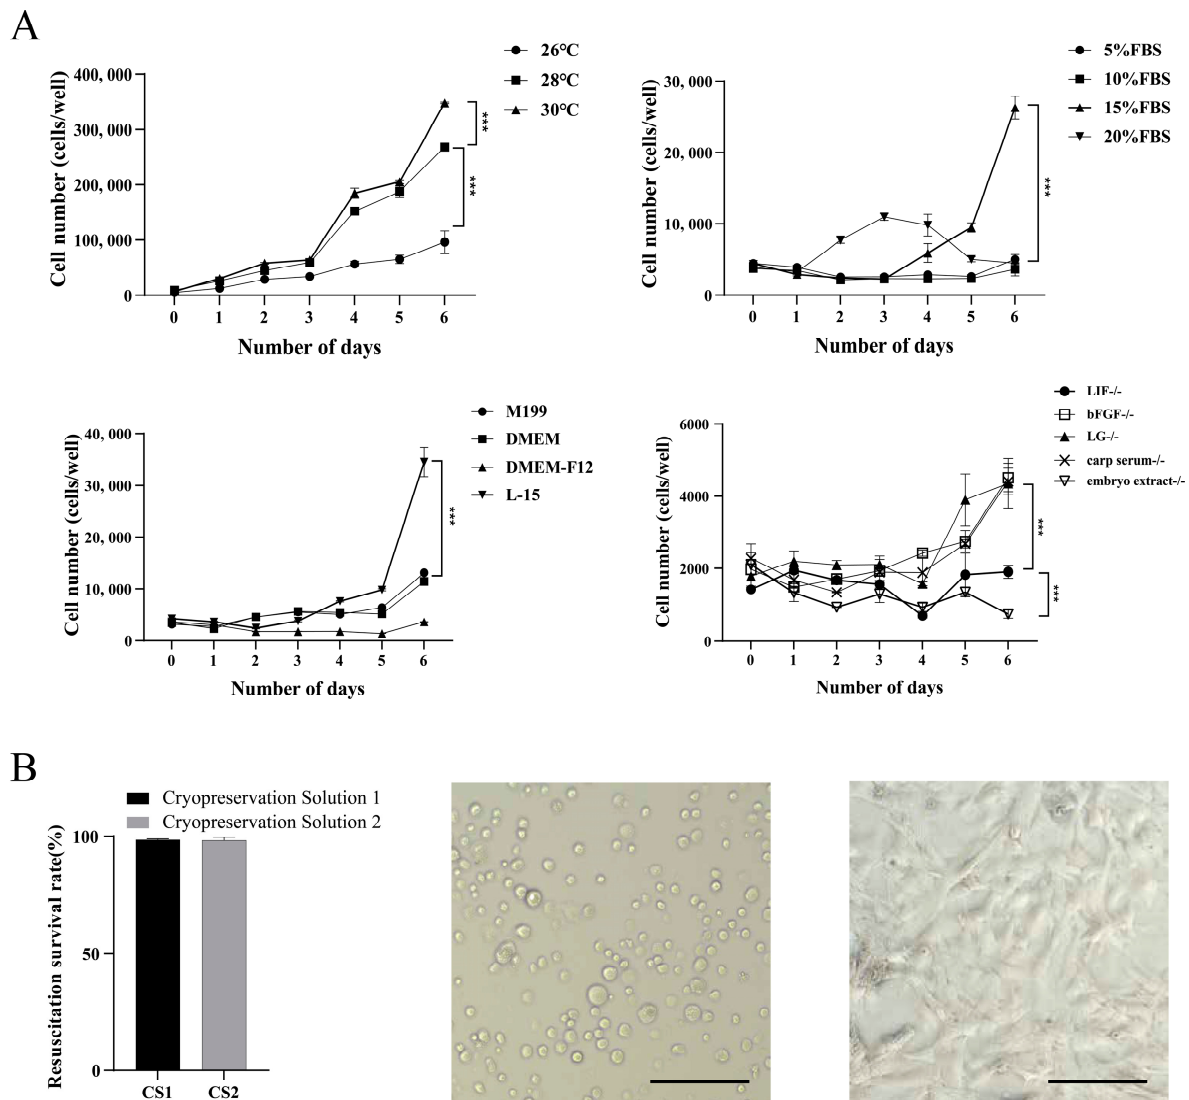 A
26℃
28℃
30℃
Cell number (cells/well)
400, 000
300, 000
200, 000
100, 000
0
***
***
0 1 2 3 4 5 6
Number of days
5%FBS
10%FBS
15%FBS
20%FBS
Cell number (cells/well)
30, 000
20, 000
10, 000
0
***
0 1 2 3 4 5 6
Number of days
M199
DMEM
DMEM-F12
L-15
Cell number (cells/well)
40, 000
30, 000
20, 000
10, 000
0
***
0 1 2 3 4 5 6
Number of days
LIF-/-
bFGF-/-
LG-/-
carp serum-/-
embryo extract-/-
Cell number (cells/well)
6000
4000
2000
0
***
***
0 1 2 3 4 5 6
Number of days
B
Cryopreservation Solution 1
Cryopreservation Solution 2
Resuscitation survival rate(%)
100
50
0
CS1 CS2